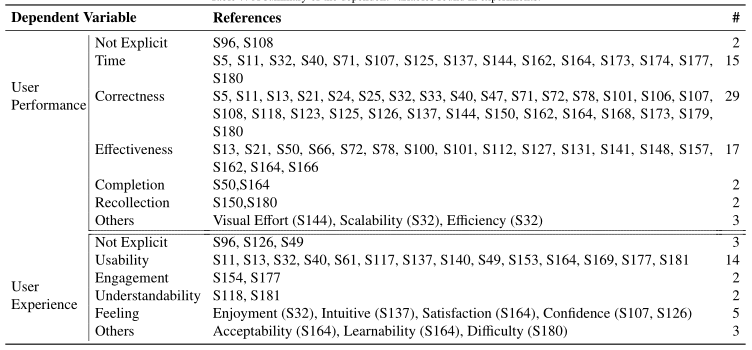 Dependent Variable References #
Not Explicit S96, S108 2
Time S5, S11, S32, S40, S71, S107, S125, S137, S144, S162, S164, S173, S174, S177, 15
S180
User
Performance
Correctness S5, S11, S13, S21, S24, S25, S32, S33, S40, S47, S71, S72, S78, S101, S106, S107, 29
S108, S118, S123, S125, S126, S137, S144, S150, S162, S164, S168, S173, S179,
S180
Effectiveness S13, S21, S50, S66, S72, S78, S100, S101, S112, S127, S131, S141, S148, S157, 17
S162, S164, S166
Completion S50,S164 2
Recollection S150,S180 2
Others Visual Effort (S144), Scalability (S32), Efficiency (S32) 3
Not Explicit S96, S126, S49 3
Usability S11, S13, S32, S40, S61, S117, S137, S140, S49, S153, S164, S169, S177, S181 14
Engagement S154, S177 2
User
Experience
Understandability S118, S181 2
Feeling Enjoyment (S32), Intuitive (S137), Satisfaction (S164), Confidence (S107, S126) 5
Others Acceptability (S164), Learnability (S164), Difficulty (S180) 3